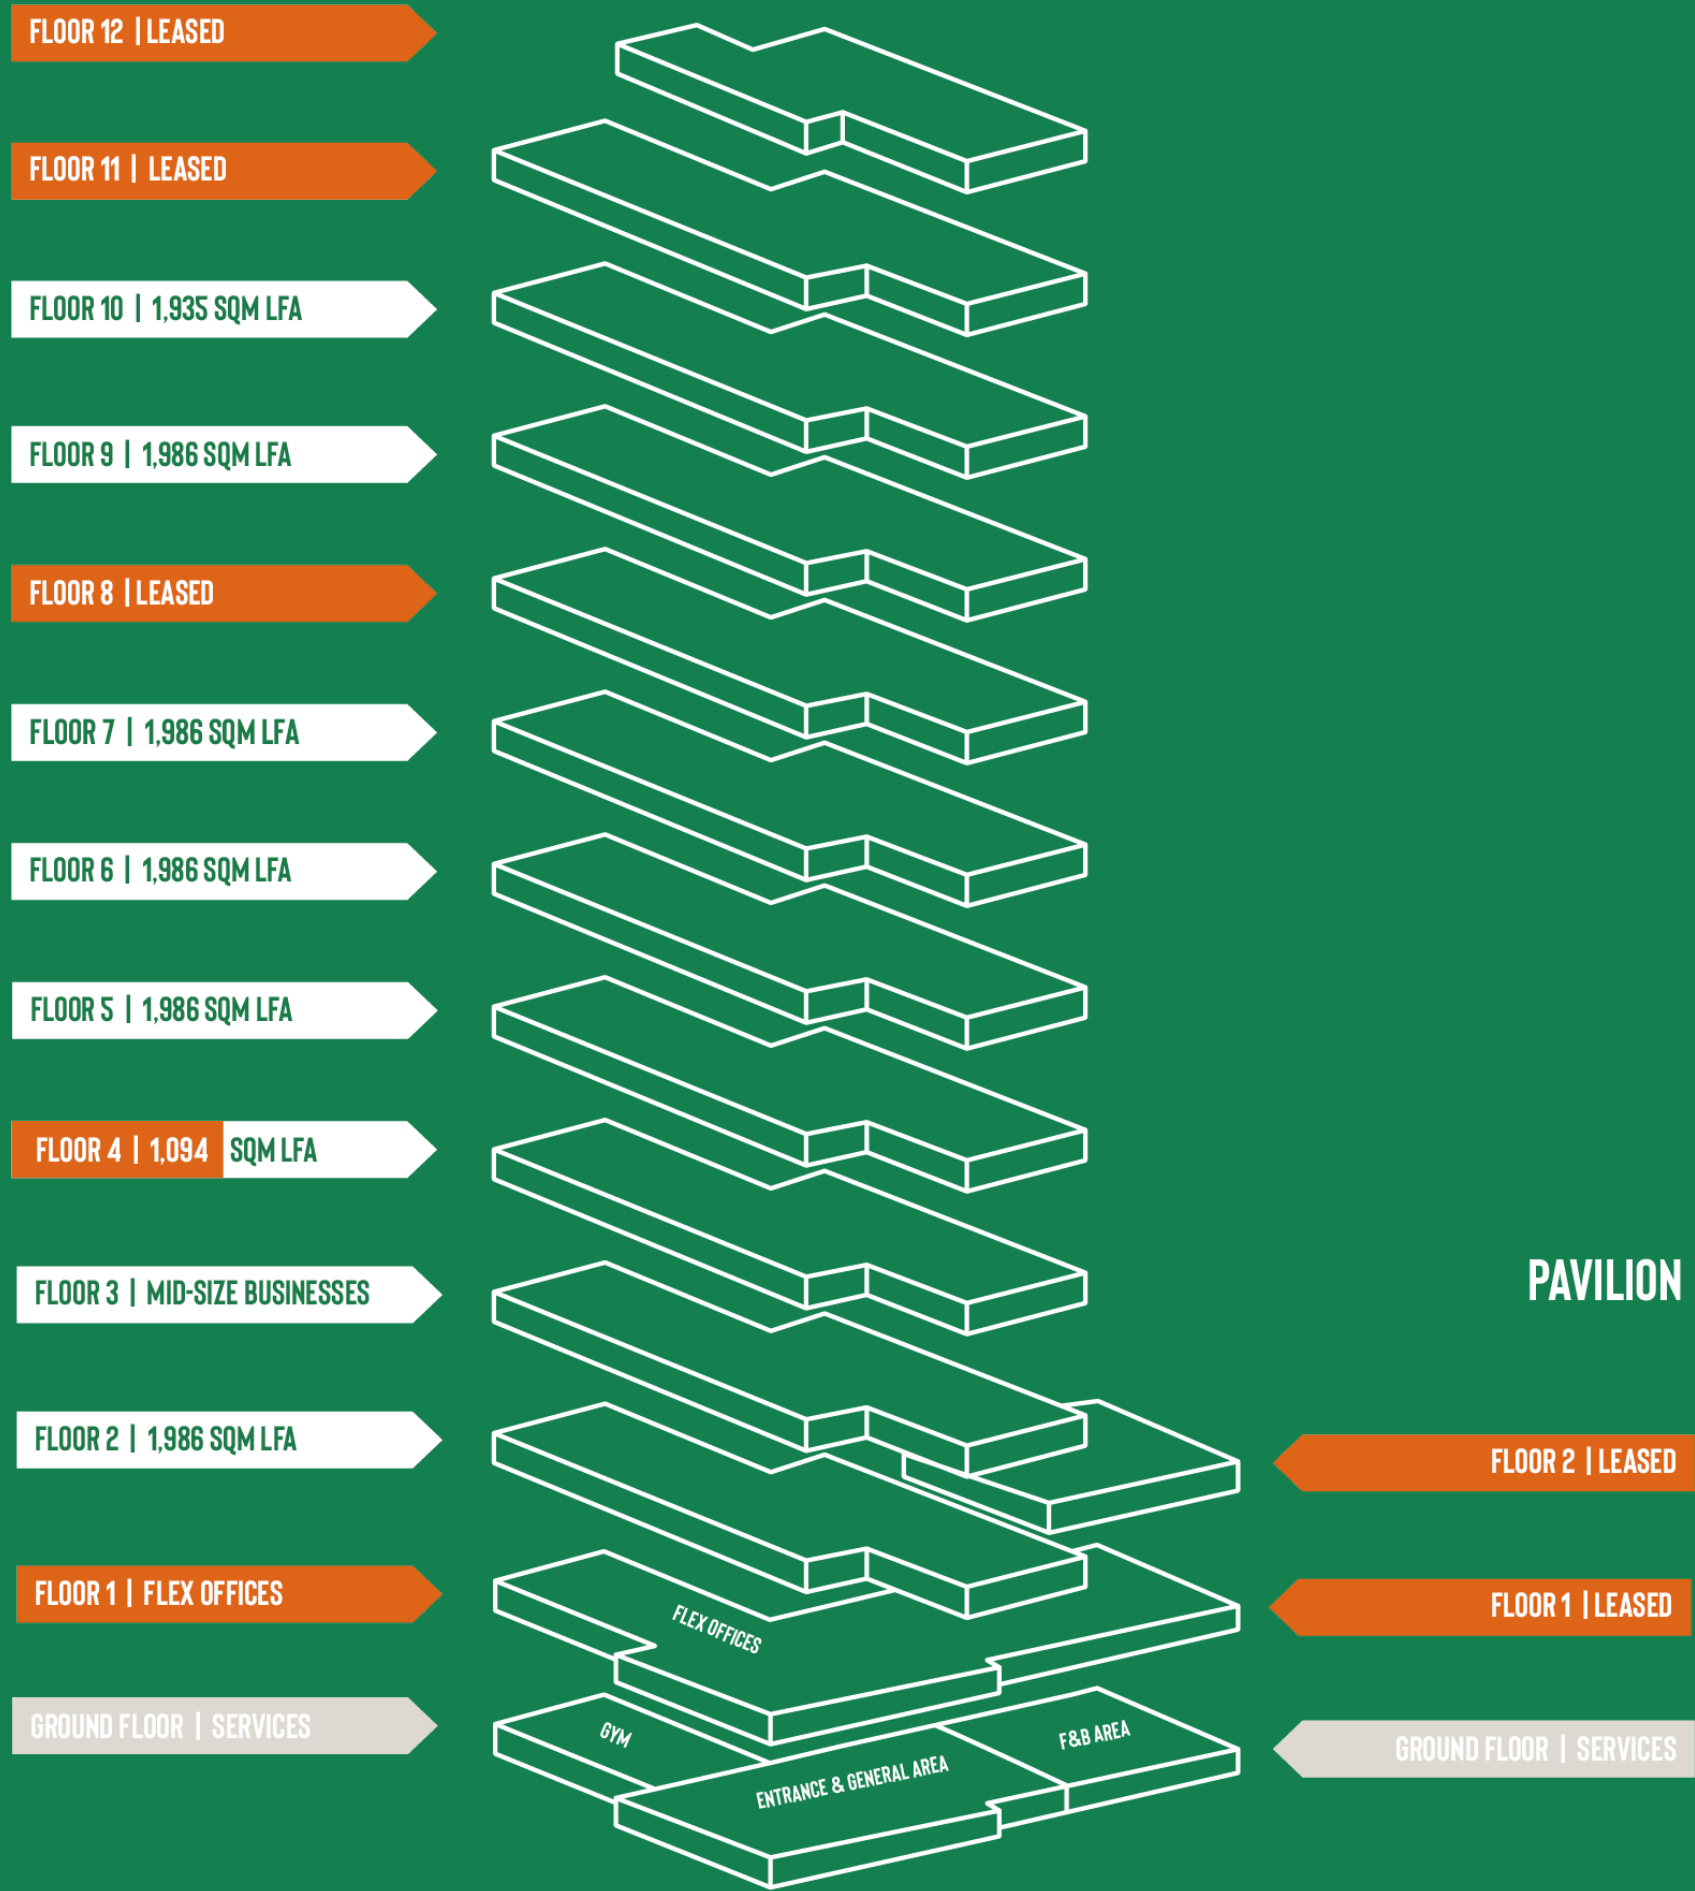 FLOOR 12 | LEASED
FLOOR 11 | LEASED
FLOOR 10 | 1,935 SQM LFA
FLOOR 9 | 1,986 SQM LFA
FLOOR 8 | LEASED
FLOOR 7 | 1,986 SQM LFA
FLOOR 6 | 1,986 SQM LFA
FLOOR 5 | 1,986 SQM LFA
FLOOR 4 | 1,094 SQM LFA
FLOOR 3 | MID-SIZE BUSINESSES
FLOOR 2 | 1,986 SQM LFA
FLOOR 1 | FLEX OFFICES
GROUND FLOOR | SERVICES
FLEX OFFICES
GYM
ENTRANCE & GENERAL AREA
F&B AREA
PAVILION
FLOOR 2 | LEASED
FLOOR 1 | LEASED
GROUND FLOOR | SERVICES